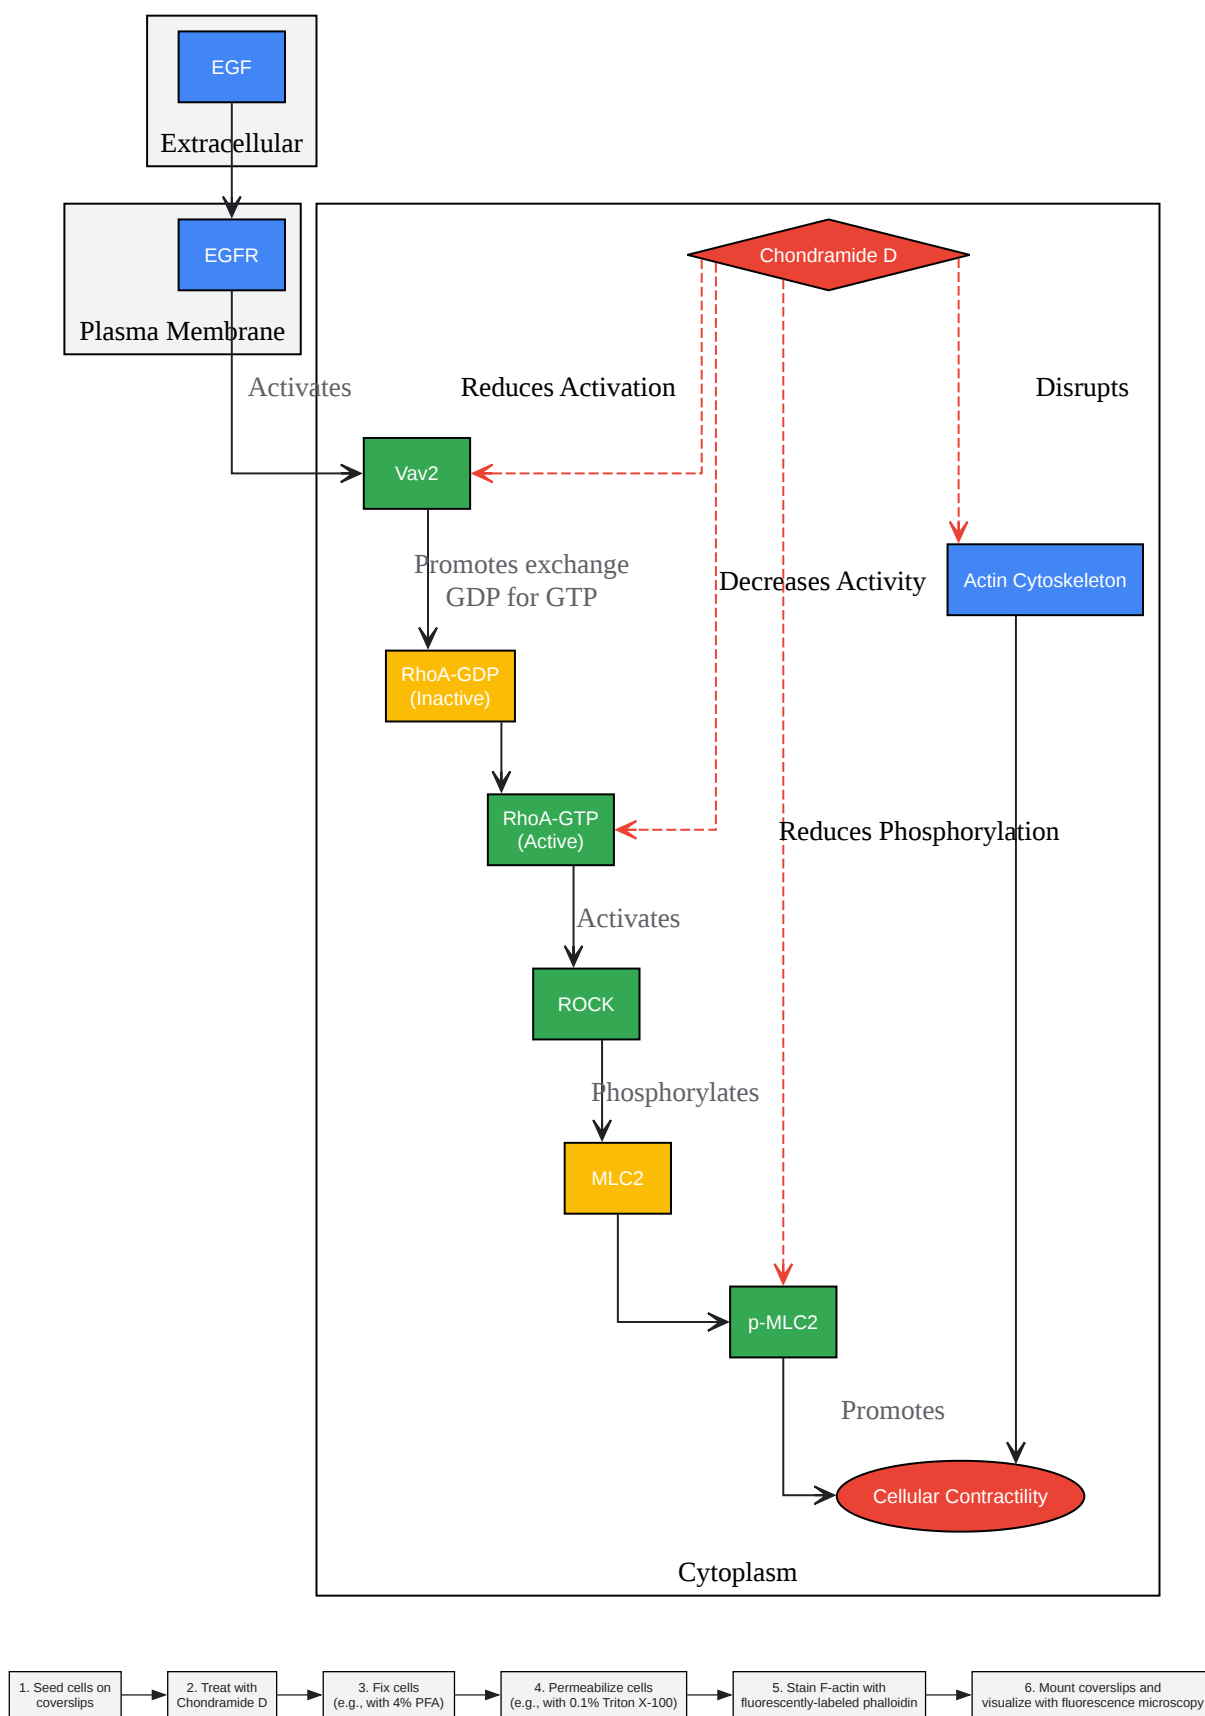 EGF
Extracellular
EGFR
Plasma Membrane
Chondramide D
Activates
Reduces Activation
Disrupts
Vav2
Promotes exchange
GDP for GTP
Decreases Activity
Actin Cytoskeleton
RhoA-GDP
(Inactive)
RhoA-GTP
(Active)
Reduces Phosphorylation
Activates
ROCK
Phosphorylates
MLC2
p-MLC2
Promotes
Cellular Contractility
Cytoplasm
1. Seed cells on
coverslips
2. Treat with
Chondramide D
3. Fix cells
(e.g., with 4% PFA)
4. Permeabilize cells
(e.g., with 0.1% Triton X-100)
5. Stain F-actin with
fluorescently-labeled phalloidin
6. Mount coverslips and
visualize with fluorescence microscopy